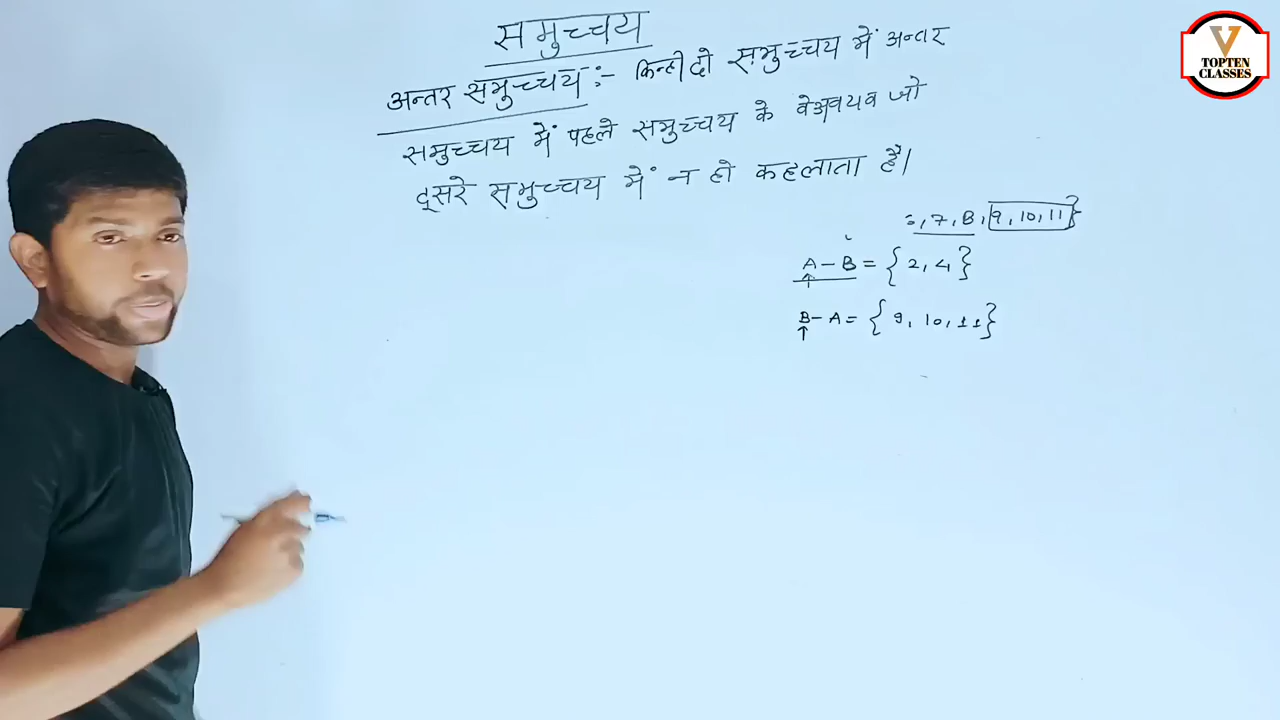 समुच्चय
अन्तर समुच्चय :- किन्ही दो समुच्चय में अन्तर
समुच्चय में पहले समुच्चय के वे अवयव जो
दूसरे समुच्चय में न हो कहलाता है।
, 7, 8, 9, 10, 11}
A - B = { 2, 4 }
B - A = { 9, 10, 11 }
V
TOPTEN
CLASSES